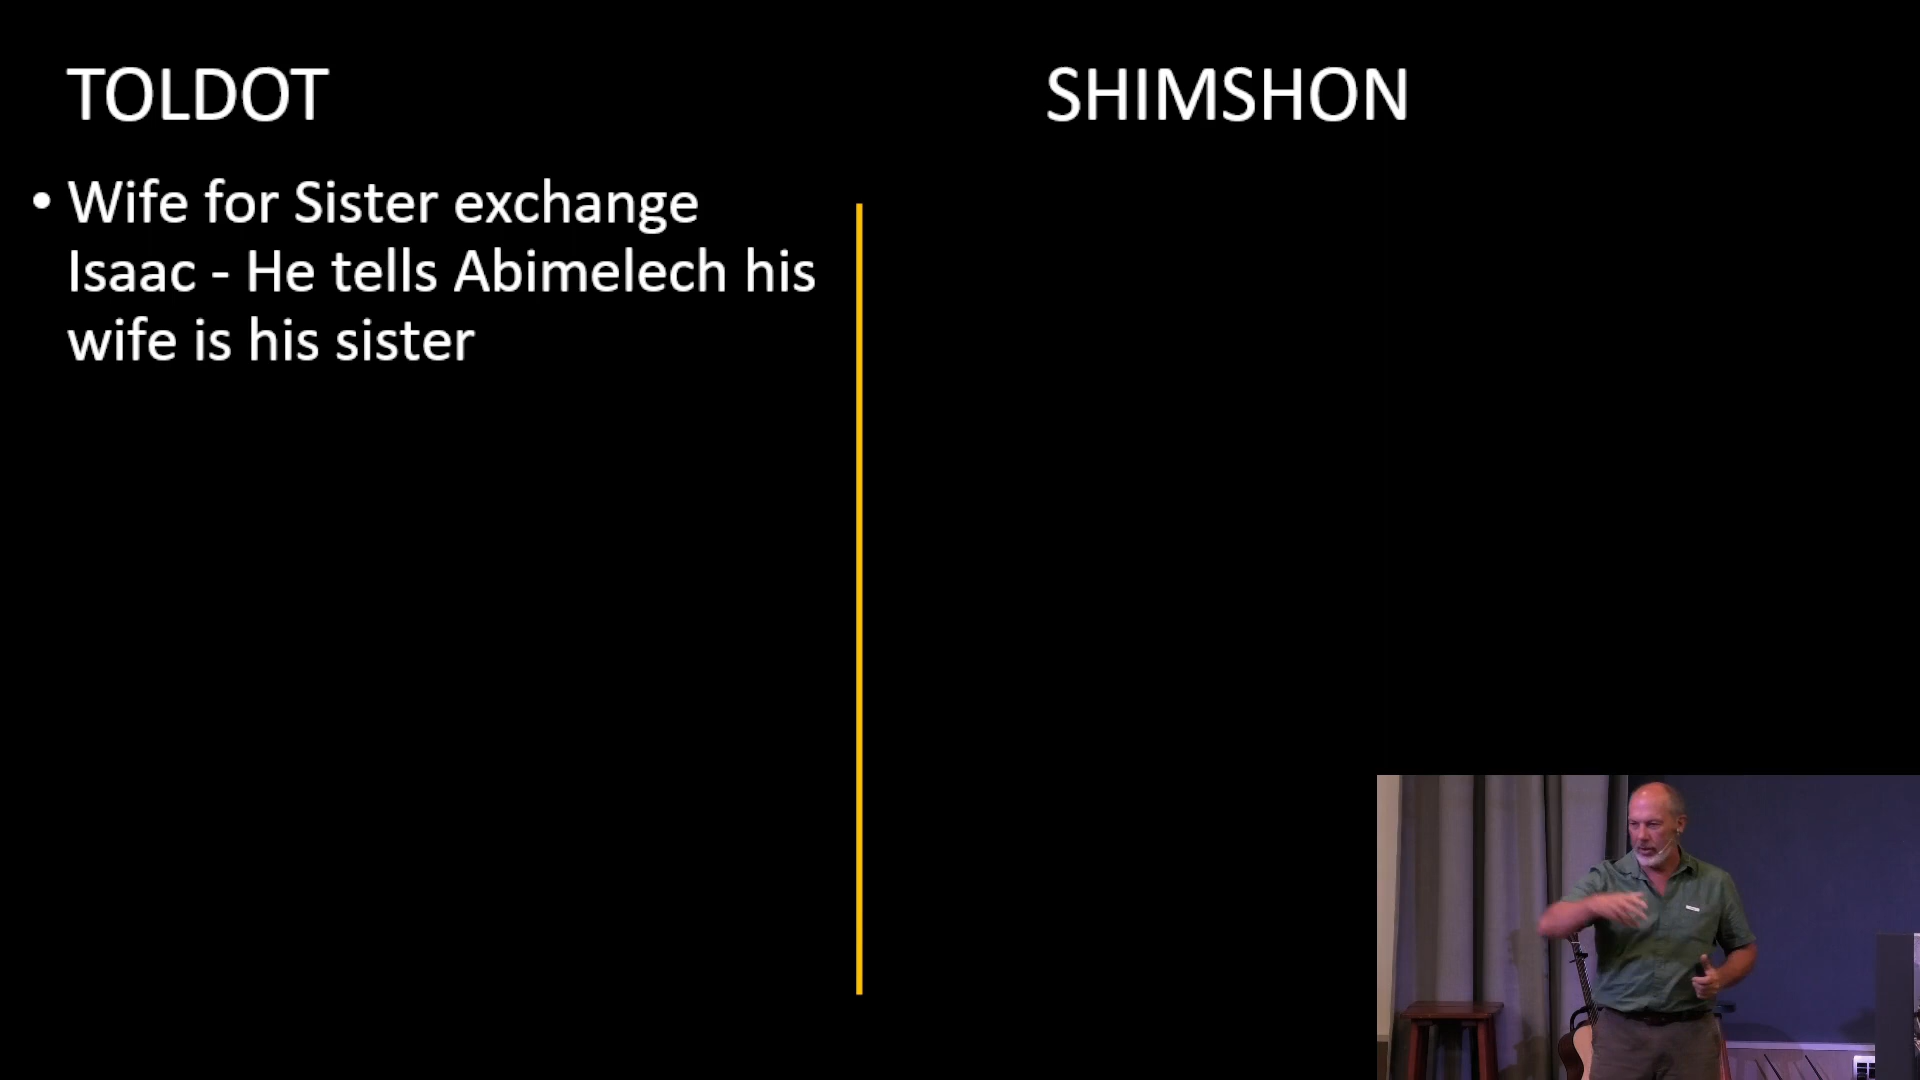 TOLDOT
SHIMSHON
• Wife for Sister exchange
Isaac - He tells Abimelech his
wife is his sister